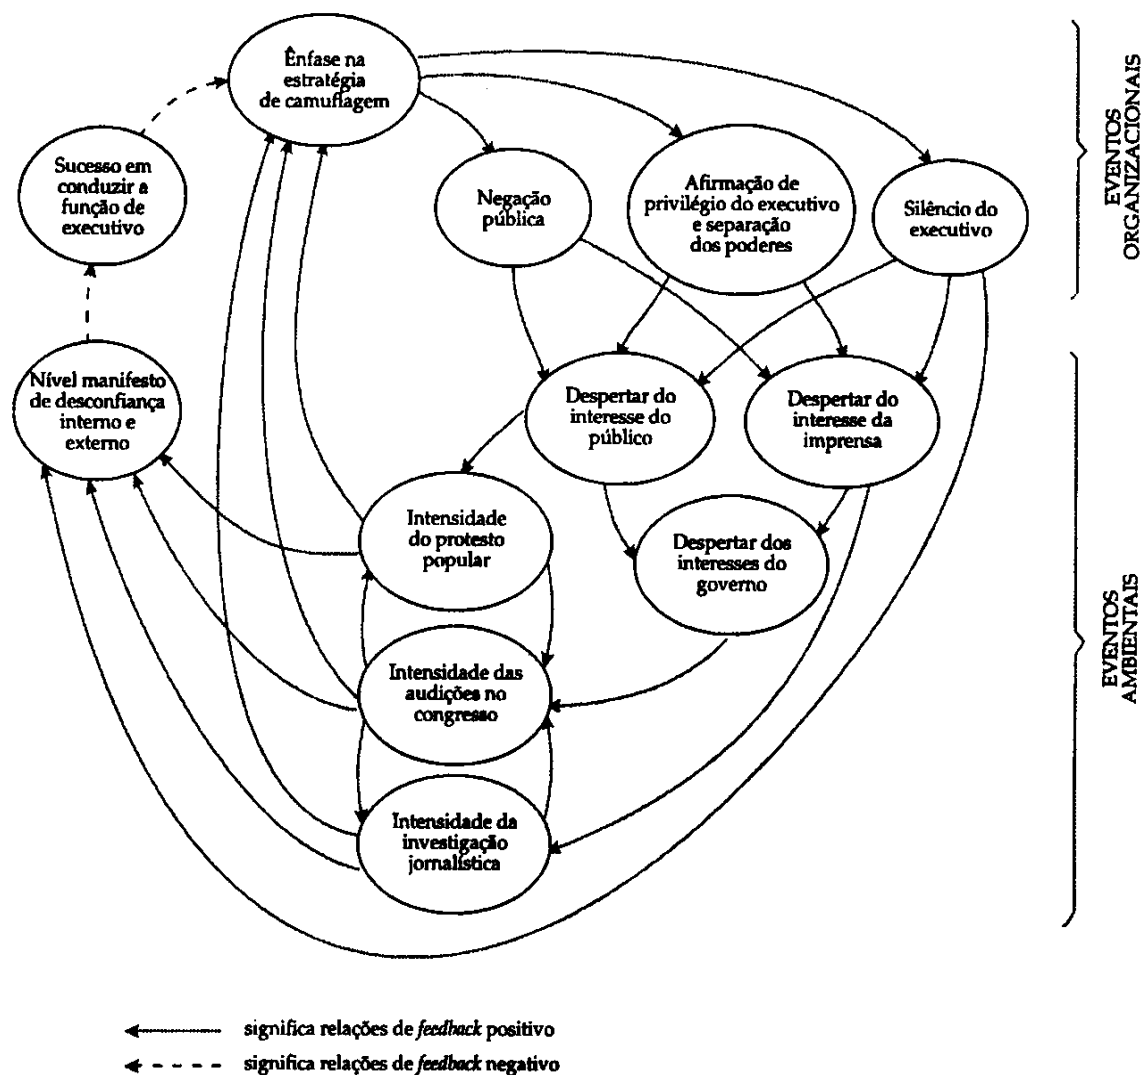 Ênfase na
estratégia
de camuflagem
Sucesso em
conduzir a
função de
executivo
Negação
pública
Afirmação de
privilégio do executivo
e separação
dos poderes
Silêncio do
executivo
EVENTOS
ORGANIZACIONAIS
Nível manifesto
de desconfiança
interno e
externo
Despertar do
interesse do
público
Despertar do
interesse da
imprensa
Intensidade
do protesto
popular
Despertar dos
interesses do
governo
Intensidade das
audições no
congresso
Intensidade da
investigação
jornalística
EVENTOS
AMBIENTAIS
significa relações de feedback positivo
significa relações de feedback negativo